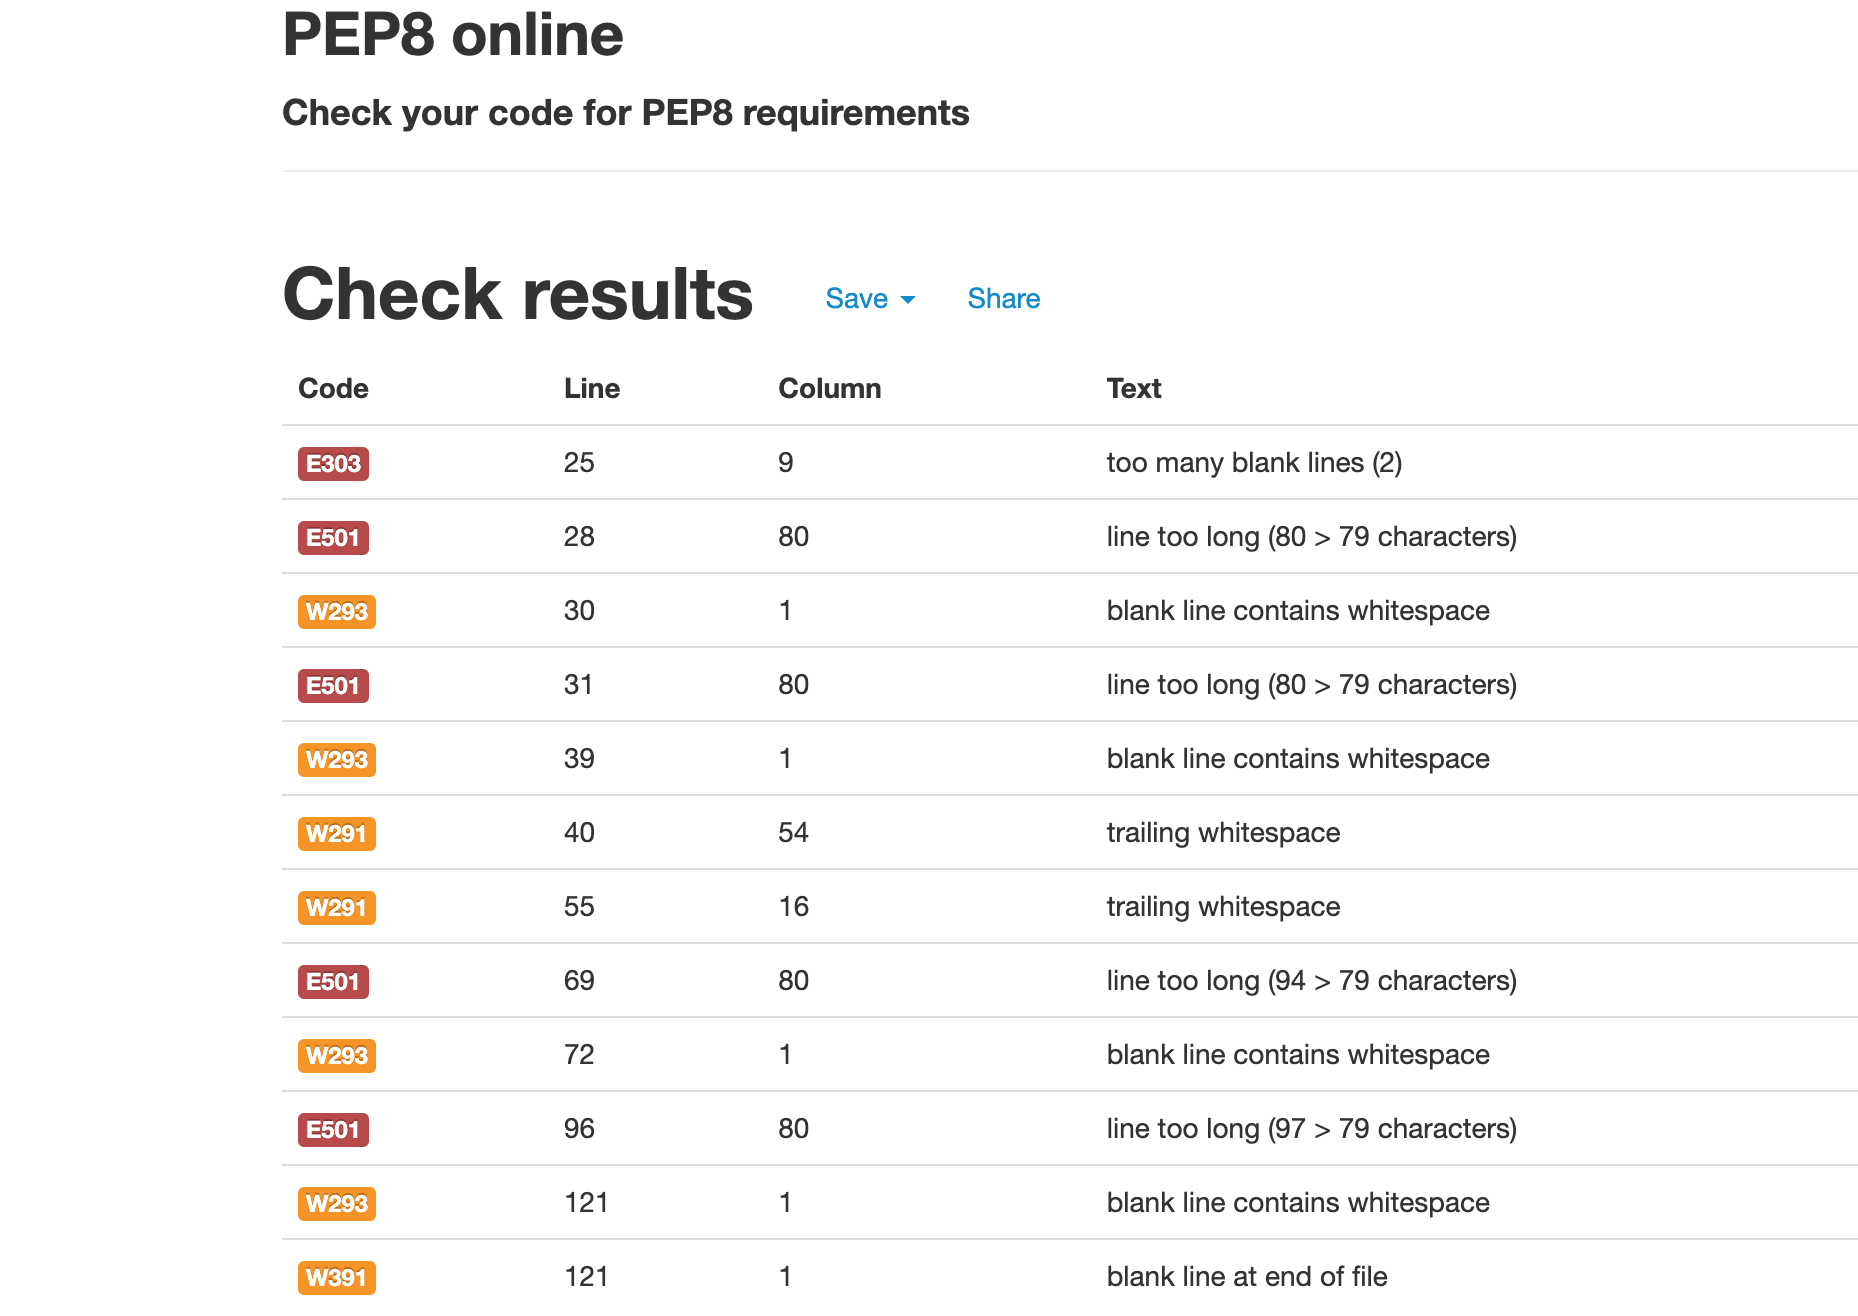 PEP8 online
Check your code for PEP8 requirements
Check results Save Share
Code Line Column Text
E303 25 9 too many blank lines (2)
E501 28 80 line too long (80 > 79 characters)
W293 30 1 blank line contains whitespace
E501 31 80 line too long (80 > 79 characters)
W293 39 1 blank line contains whitespace
W291 40 54 trailing whitespace
W291 55 16 trailing whitespace
E501 69 80 line too long (94 > 79 characters)
W293 72 1 blank line contains whitespace
E501 96 80 line too long (97 > 79 characters)
W293 121 1 blank line contains whitespace
W391 121 1 blank line at end of file